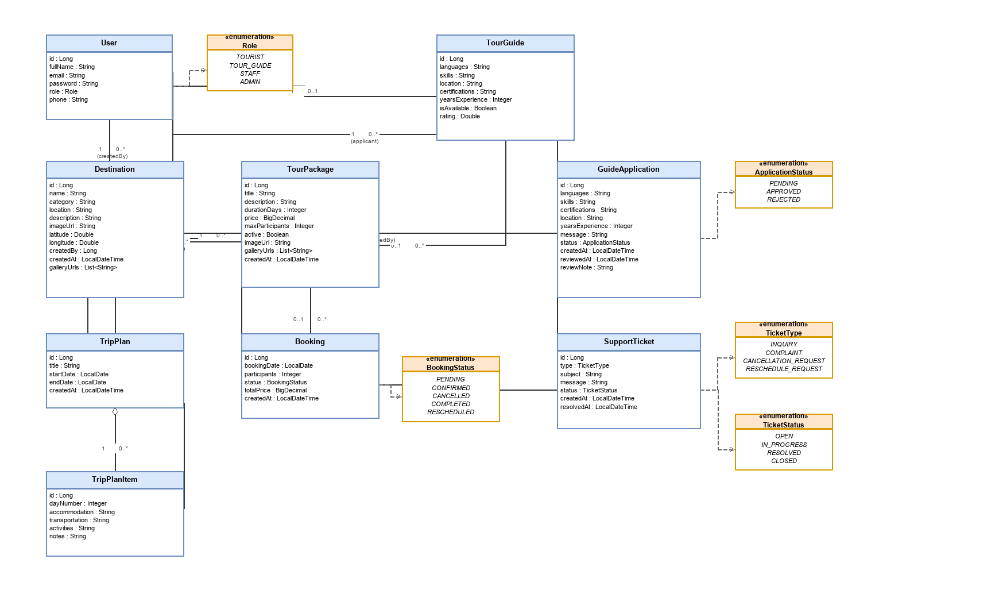 User
id : Long
fullName : String
email : String
password : String
role : Role
phone : String
«enumeration»
Role
TOURIST
TOUR_GUIDE
STAFF
ADMIN
0..1
TourGuide
id : Long
languages : String
skills : String
location : String
certifications : String
yearsExperience : Integer
isAvailable : Boolean
rating : Double
1 0..*
(applicant)
1 0..*
(createdBy)
Destination
id : Long
name : String
category : String
location : String
description : String
imageUrl : String
latitude : Double
longitude : Double
createdBy : Long
createdAt : LocalDateTime
galleryUrls : List<String>
1 0..*
.*
)
TourPackage
id : Long
title : String
description : String
durationDays : Integer
price : BigDecimal
maxParticipants : Integer
active : Boolean
imageUrl : String
galleryUrls : List<String>
createdAt : LocalDateTime
edBy)
0..1 0..*
GuideApplication
id : Long
languages : String
skills : String
certifications : String
location : String
yearsExperience : Integer
message : String
status : ApplicationStatus
createdAt : LocalDateTime
reviewedAt : LocalDateTime
reviewNote : String
«enumeration»
ApplicationStatus
PENDING
APPROVED
REJECTED
0..1 0..*
TripPlan
id : Long
title : String
startDate : LocalDate
endDate : LocalDate
createdAt : LocalDateTime
Booking
id : Long
bookingDate : LocalDate
participants : Integer
status : BookingStatus
totalPrice : BigDecimal
createdAt : LocalDateTime
«enumeration»
BookingStatus
PENDING
CONFIRMED
CANCELLED
COMPLETED
RESCHEDULED
SupportTicket
id : Long
type : TicketType
subject : String
message : String
status : TicketStatus
createdAt : LocalDateTime
resolvedAt : LocalDateTime
«enumeration»
TicketType
INQUIRY
COMPLAINT
CANCELLATION_REQUEST
RESCHEDULE_REQUEST
«enumeration»
TicketStatus
OPEN
IN_PROGRESS
RESOLVED
CLOSED
1 0..*
TripPlanItem
id : Long
dayNumber : Integer
accommodation : String
transportation : String
activities : String
notes : String